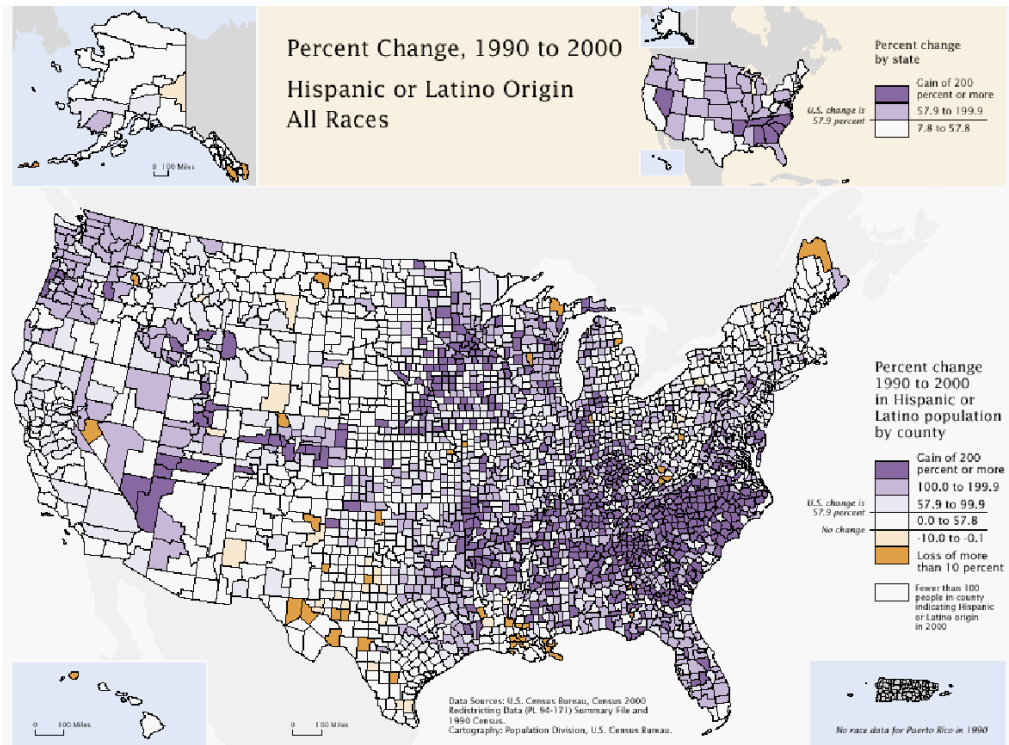 Percent Change, 1990 to 2000
Hispanic or Latino Origin
All Races
0 100 Miles
Percent change
by state
Gain of 200
percent or more
U.S. change is
57.9 percent
57.9 to 199.9
7.8 to 57.8
Percent change
1990 to 2000
in Hispanic or
Latino population
by county
Gain of 200
percent or more
100.0 to 199.9
U.S. change is
57.9 percent
57.9 to 99.9
0.0 to 57.8
No change
-10.0 to -0.1
Loss of more
than 10 percent
Fewer than 100
people in county
indicating Hispanic
or Latino origin
in 2000
0 100 Miles
0 100 Miles
Data Sources: U.S. Census Bureau, Census 2000
Redistricting Data (PL 94-171) Summary File and
1990 Census.
Cartography: Population Division, U.S. Census Bureau.
No race data for Puerto Rico in 1990